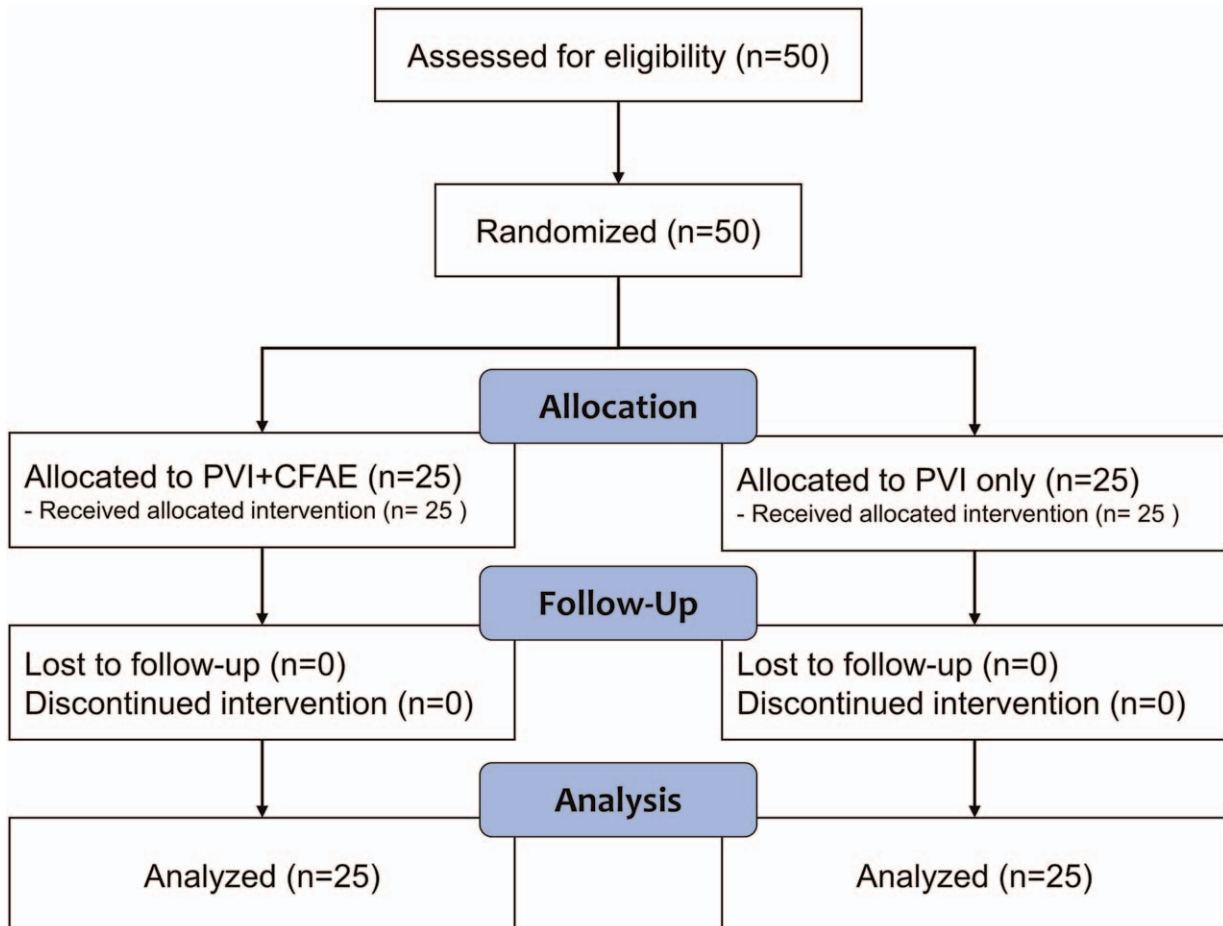 Assessed for eligibility (n=50)
Randomized (n=50)
Allocation
Allocated to PVI+CFAE (n=25)
- Received allocated intervention (n= 25 )
Allocated to PVI only (n=25)
- Received allocated intervention (n= 25 )
Follow-Up
Lost to follow-up (n=0)
Discontinued intervention (n=0)
Lost to follow-up (n=0)
Discontinued intervention (n=0)
Analysis
Analyzed (n=25)
Analyzed (n=25)